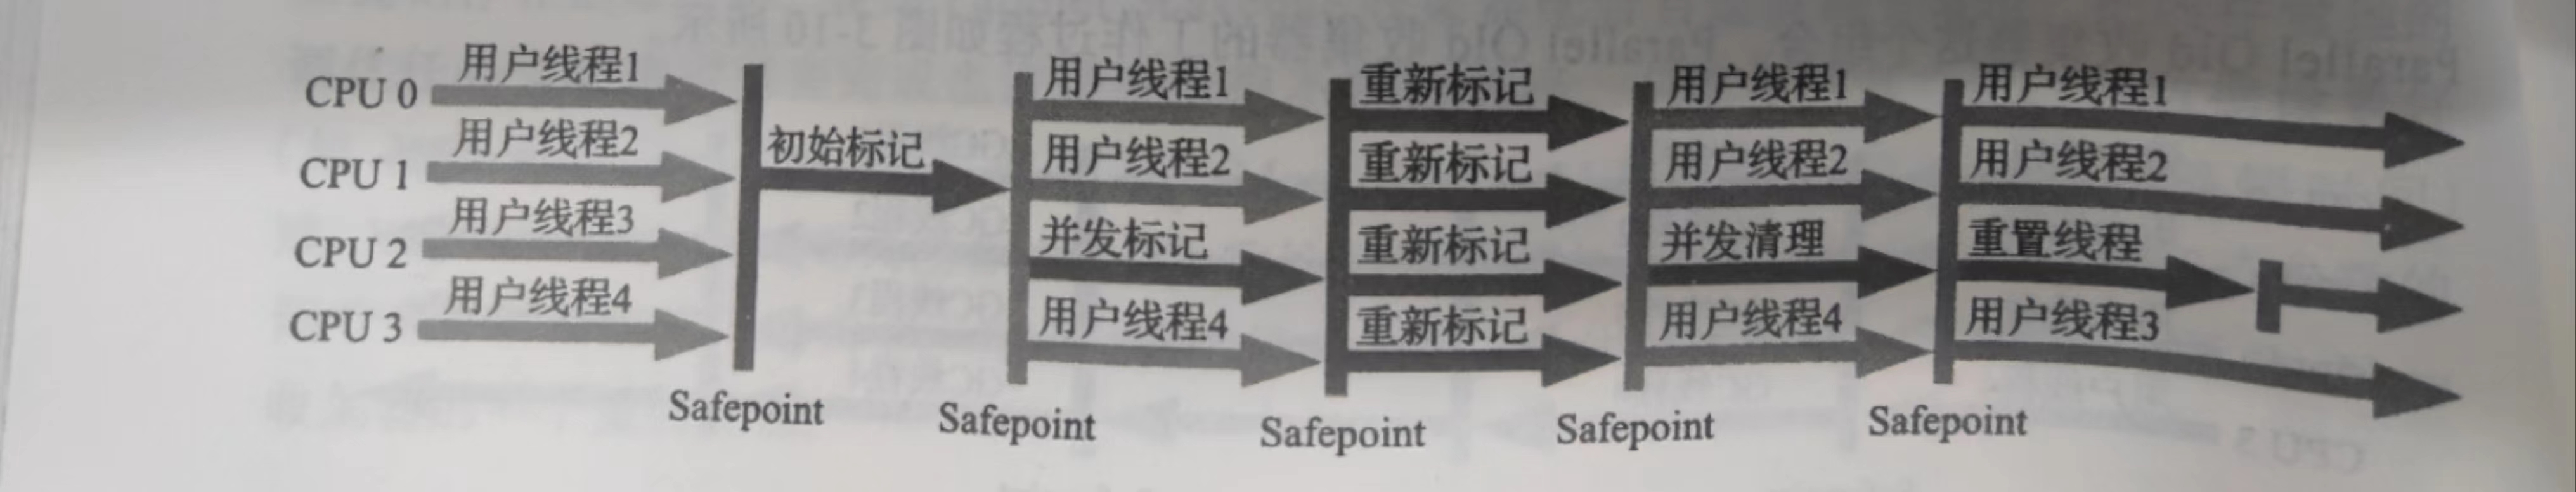 CPU 0 用户线程1 用户线程1 重新标记 用户线程1 用户线程1
CPU 1 用户线程2 初始标记 用户线程2 重新标记 用户线程2 用户线程2
CPU 2 用户线程3 并发标记 重新标记 并发清理 重置线程
CPU 3 用户线程4 用户线程4 重新标记 用户线程4 用户线程3
Safepoint Safepoint Safepoint Safepoint Safepoint